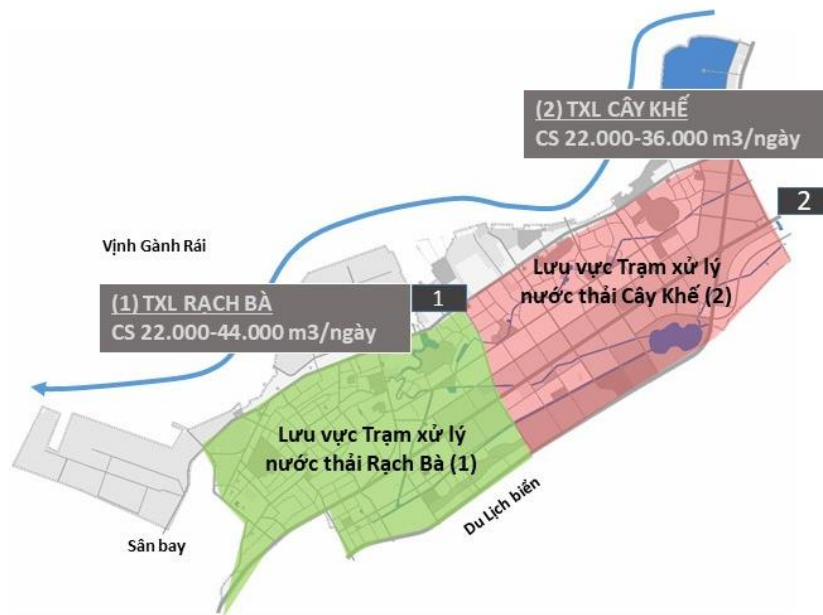 (2) TXL CÂY KHẾ
CS 22.000-36.000 m3/ngày
2
Vịnh Gành Rái
Lưu vực Trạm xử lý
nước thải Cây Khế (2)
(1) TXL RẠCH BÀ
CS 22.000-44.000 m3/ngày
1
Lưu vực Trạm xử lý
nước thải Rạch Bà (1)
Du Lịch biển
Sân bay